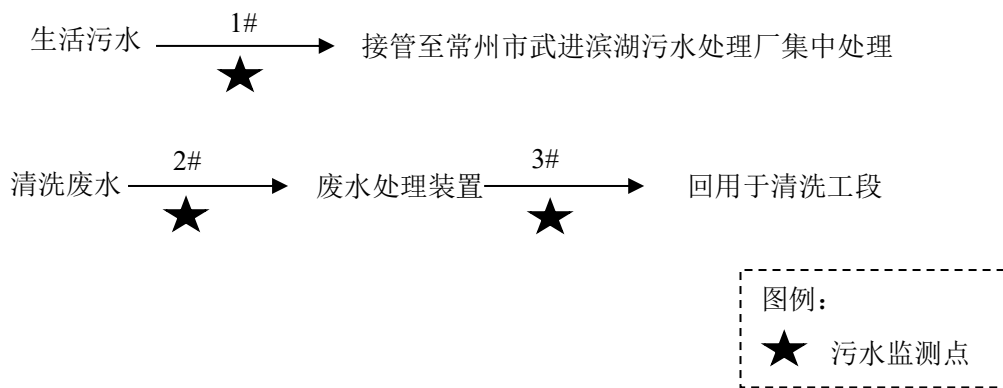 1#
生活污水
接管至常州市武进滨湖污水处理厂集中处理
2#
3#
清洗废水
废水处理装置
回用于清洗工段
图例：
污水监测点